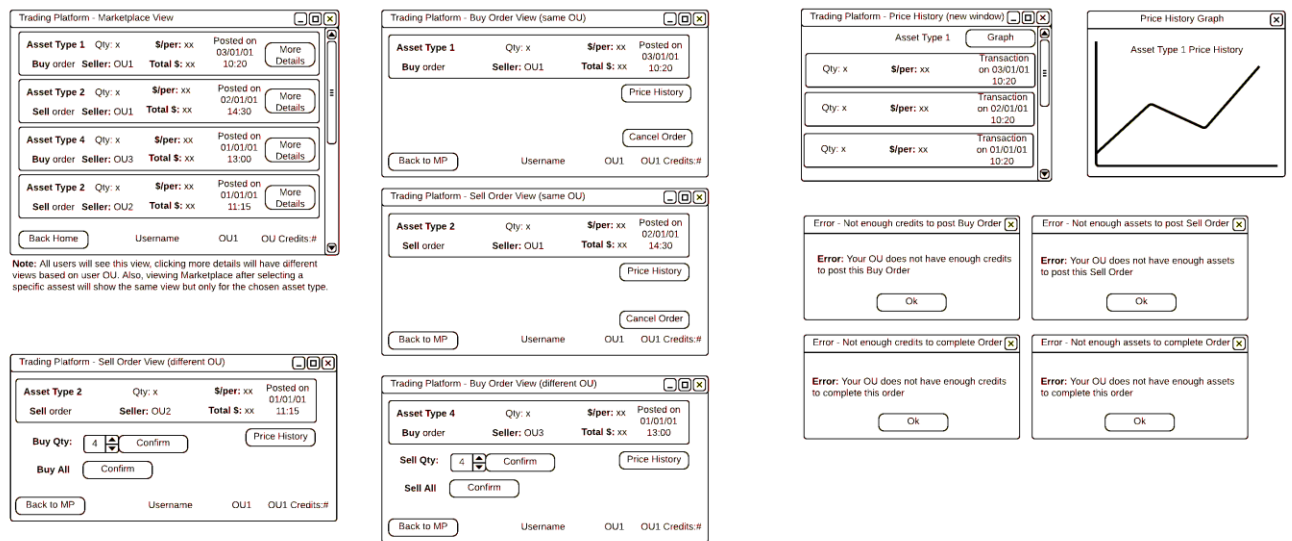 Trading Platform - Marketplace View
Asset Type 1 Qty: x $/per: xx Posted on
03/01/01
Buy order Seller: OU1 Total $: xx 10:20
More
Details
Asset Type 2 Qty: x $/per: xx Posted on
02/01/01
Sell order Seller: OU1 Total $: xx 14:30
More
Details
Asset Type 4 Qty: x $/per: xx Posted on
01/01/01
Buy order Seller: OU3 Total $: xx 13:00
More
Details
Asset Type 2 Qty: x $/per: xx Posted on
01/01/01
Sell order Seller: OU2 Total $: xx 11:15
More
Details
Back Home Username OU1 OU Credits:#
Note: All users will see this view, clicking more details will have different
views based on user OU. Also, viewing Marketplace after selecting a
specific assest will show the same view but only for the chosen asset type.
Trading Platform - Sell Order View (different OU)
Asset Type 2 Qty: x $/per: xx Posted on
01/01/01
Sell order Seller: OU2 Total $: xx 11:15
Buy Qty: 4 Confirm Price History
Buy All Confirm
Back to MP Username OU1 OU1 Credits:#
Trading Platform - Buy Order View (same OU)
Asset Type 1 Qty: x $/per: xx Posted on
03/01/01
Buy order Seller: OU1 Total $: xx 10:20
Price History
Cancel Order
Back to MP Username OU1 OU1 Credits:#
Trading Platform - Sell Order View (same OU)
Asset Type 2 Qty: x $/per: xx Posted on
02/01/01
Sell order Seller: OU1 Total $: xx 14:30
Price History
Cancel Order
Back to MP Username OU1 OU1 Credits:#
Trading Platform - Buy Order View (different OU)
Asset Type 4 Qty: x $/per: xx Posted on
01/01/01
Buy order Seller: OU3 Total $: xx 13:00
Sell Qty: 4 Confirm Price History
Sell All Confirm
Back to MP Username OU1 OU1 Credits:#
Trading Platform - Price History (new window)
Asset Type 1 Graph
Qty: x $/per: xx Transaction
on 03/01/01
10:20
Qty: x $/per: xx Transaction
on 02/01/01
10:20
Qty: x $/per: xx Transaction
on 01/01/01
10:20
Price History Graph
Asset Type 1 Price History
Error - Not enough credits to post Buy Order
Error: Your OU does not have enough credits
to post this Buy Order
Ok
Error - Not enough assets to post Sell Order
Error: Your OU does not have enough assets
to post this Sell Order
Ok
Error - Not enough credits to complete Order
Error: Your OU does not have enough credits
to complete this order
Ok
Error - Not enough assets to complete Order
Error: Your OU does not have enough assets
to complete this order
Ok